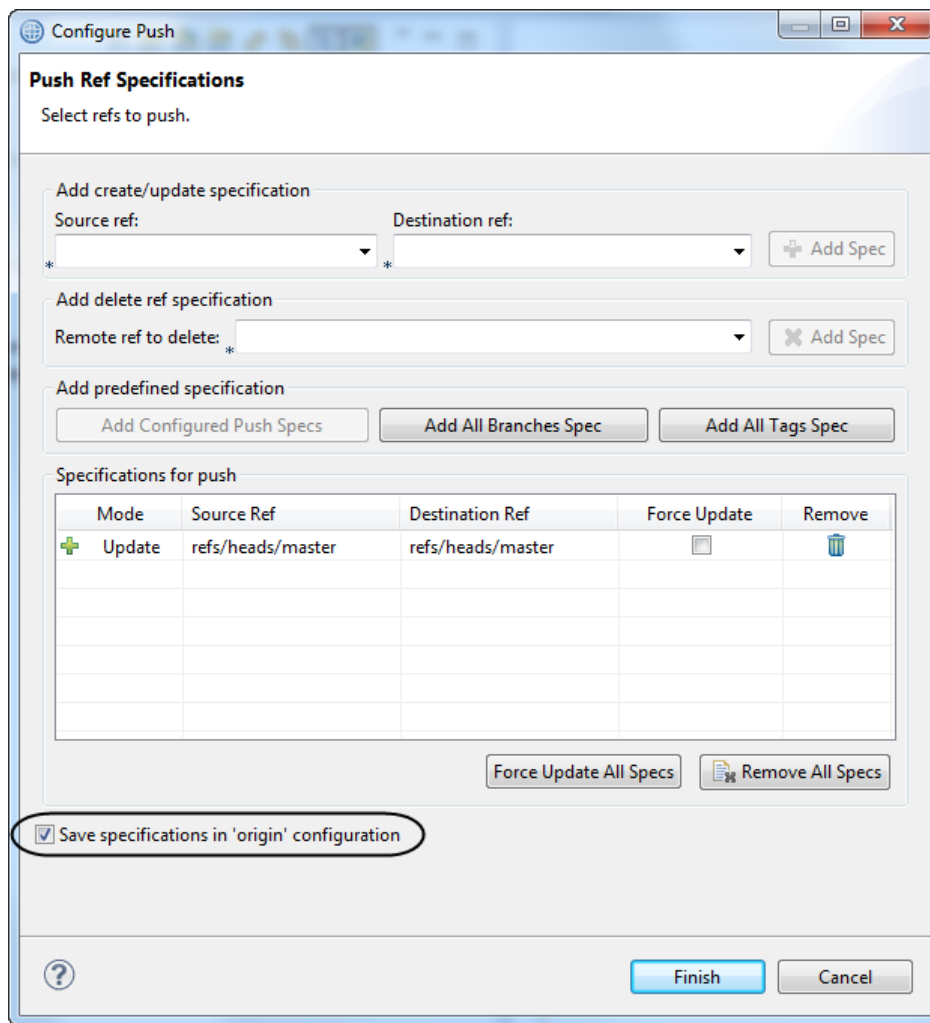 Configure Push
Push Ref Specifications
Select refs to push.
Add create/update specification
Source ref: Destination ref:
* * Add Spec
Add delete ref specification
Remote ref to delete: * Add Spec
Add predefined specification
Add Configured Push Specs Add All Branches Spec Add All Tags Spec
Specifications for push
Mode Source Ref Destination Ref Force Update Remove
Update refs/heads/master refs/heads/master
Force Update All Specs Remove All Specs
Save specifications in 'origin' configuration
? Finish Cancel